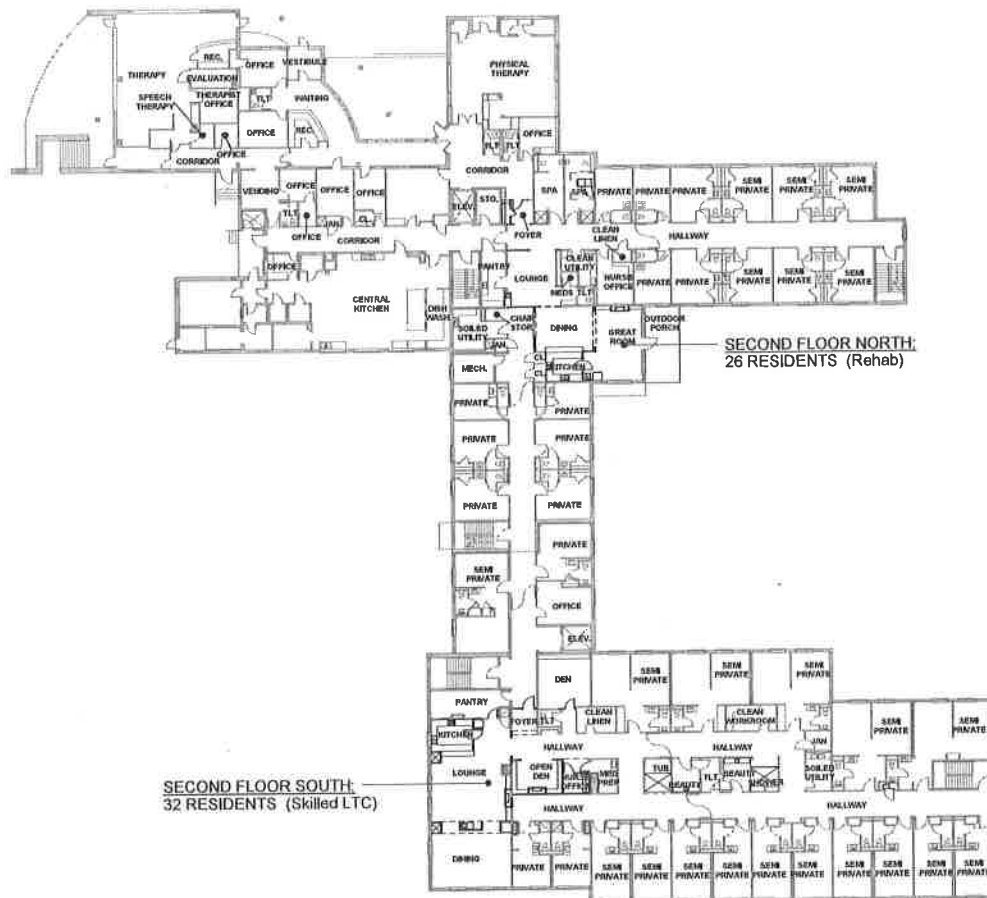 REC.
OFFICE
VESTIBULE
PHYSICAL
THERAPY
THERAPY
EVALUATION
SPEECH
THERAPY
THERAPIST
OFFICE
TLT
WAITING
OFFICE
REC.
OFFICE
CORRIDOR
TLT
TLT
OFFICE
CORRIDOR
VENDING
OFFICE
OFFICE
OFFICE
TLT
JAN.
CL.
ELEV.
STO.
SPA
SPA
PRIVATE
PRIVATE
PRIVATE
SEMI
PRIVATE
SEMI
PRIVATE
SEMI
PRIVATE
OFFICE
CORRIDOR
FOYER
CLEAN
LINEN
HALLWAY
OFFICE
PANTRY
LOUNGE
CLEAN
UTILITY
MEDS
TLT
NURSE
OFFICE
PRIVATE
PRIVATE
SEMI
PRIVATE
SEMI
PRIVATE
SEMI
PRIVATE
CENTRAL
KITCHEN
DISH
WASH
CHAIR
STOR.
SOILED
UTILITY
JAN.
DINING
GREAT
ROOM
OUTDOOR
PORCH
SECOND FLOOR NORTH:
26 RESIDENTS (Rehab)
MECH.
CL.
CL.
KITCHEN
PRIVATE
PRIVATE
PRIVATE
PRIVATE
PRIVATE
PRIVATE
PRIVATE
SEMI
PRIVATE
OFFICE
ELEV.
DEN
SEMI
PRIVATE
SEMI
PRIVATE
SEMI
PRIVATE
PANTRY
FOYER
TLT
CLEAN
LINEN
CLEAN
WORKROOM
SEMI
PRIVATE
SEMI
PRIVATE
KITCHEN
HALLWAY
HALLWAY
JAN
LOUNGE
OPEN
DEN
NURSE
OFFICE
MED
PREP
TUB
BEAUTY
TLT
BEAUTY
SHOWER
SOILED
UTILITY
SECOND FLOOR SOUTH:
32 RESIDENTS (Skilled LTC)
HALLWAY
HALLWAY
DINING
PRIVATE
PRIVATE
SEMI
PRIVATE
SEMI
PRIVATE
SEMI
PRIVATE
SEMI
PRIVATE
SEMI
PRIVATE
SEMI
PRIVATE
SEMI
PRIVATE
SEMI
PRIVATE
SEMI
PRIVATE
SEMI
PRIVATE